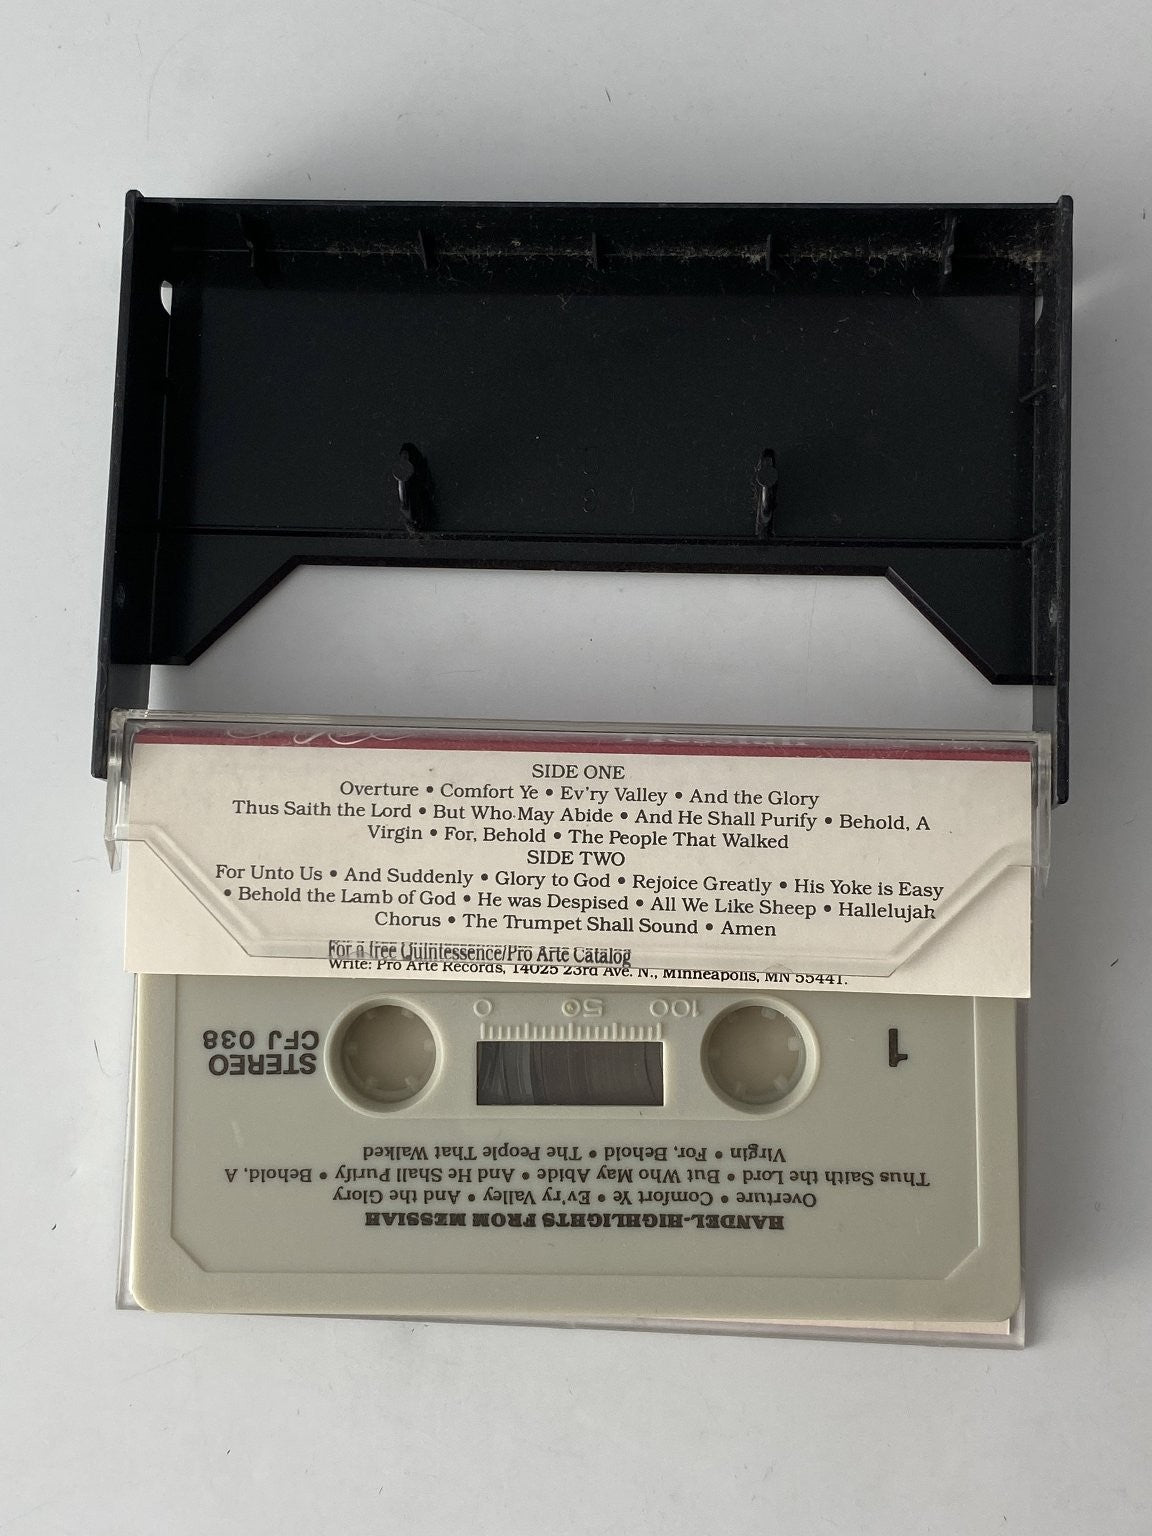 SIDE ONE
Overture • Comfort Ye • Ev'ry Valley • And the Glory
Thus Saith the Lord • But Who May Abide • And He Shall Purify • Behold, A
Virgin • For, Behold • The People That Walked
SIDE TWO
For Unto Us • And Suddenly • Glory to God • Rejoice Greatly • His Yoke is Easy
• Behold the Lamb of God • He was Despised • All We Like Sheep • Hallelujah
Chorus • The Trumpet Shall Sound • Amen
For a free Quintessence/Pro Arte Catalog
Write: Pro Arte Records, 14025 23rd Ave. N., Minneapolis, MN 55441.
HANDEL-HIGHLIGHTS FROM MESSIAH
Overture • Comfort Ye • Ev'ry Valley • And the Glory
Thus Saith the Lord • But Who May Abide • And He Shall Purify • Behold, A
Virgin • For, Behold • The People That Walked
1
STEREO
CFJ 038
100 50 0